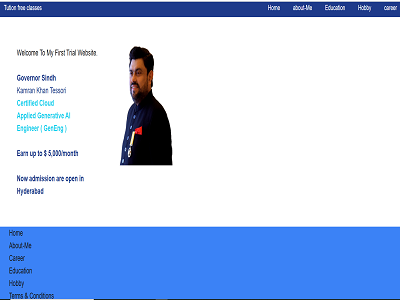 Tution free classes
Home about-Me Education Hobby career
Welcome To My First Trial Website.
Governor Sindh
Kamran Khan Tessori
Certified Cloud
Applied Generative AI
Engineer ( GenEng )
Earn up to $ 5,000/month
Now admission are open in
Hyderabad
Home
About-Me
Career
Education
Hobby
Terms & Conditions